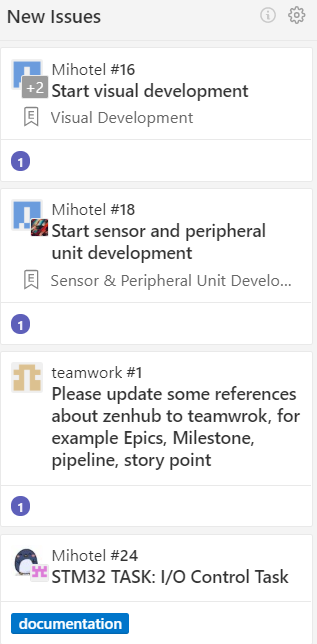 New Issues
Mihotel #16
+2
Start visual development
Visual Development
1
Mihotel #18
Start sensor and peripheral
unit development
Sensor & Peripheral Unit Develo...
1
teamwork #1
Please update some references
about zenhub to teamwrok, for
example Epics, Milestone,
pipeline, story point
1
Mihotel #24
STM32 TASK: I/O Control Task
documentation